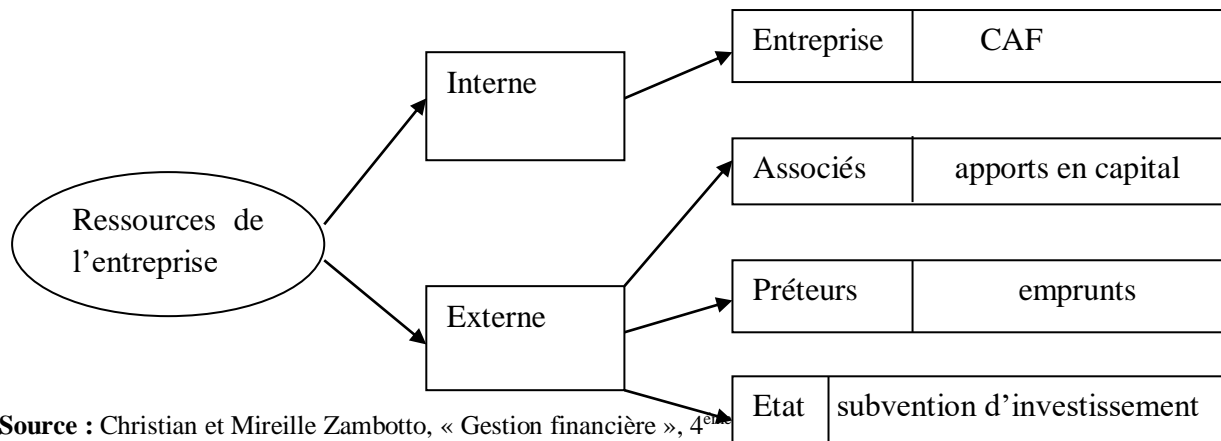 Ressources de
l’entreprise
Interne
Externe
Entreprise CAF
Associés apports en capital
Préteurs emprunts
Etat subvention d’investissement
Source : Christian et Mireille Zambotto, « Gestion financière », 4